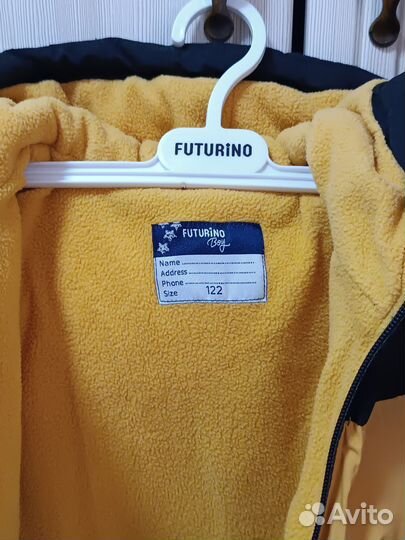 FUTURiNO
FUTURiNO
Boy
Name
Address
Phone
Size 122
Avito